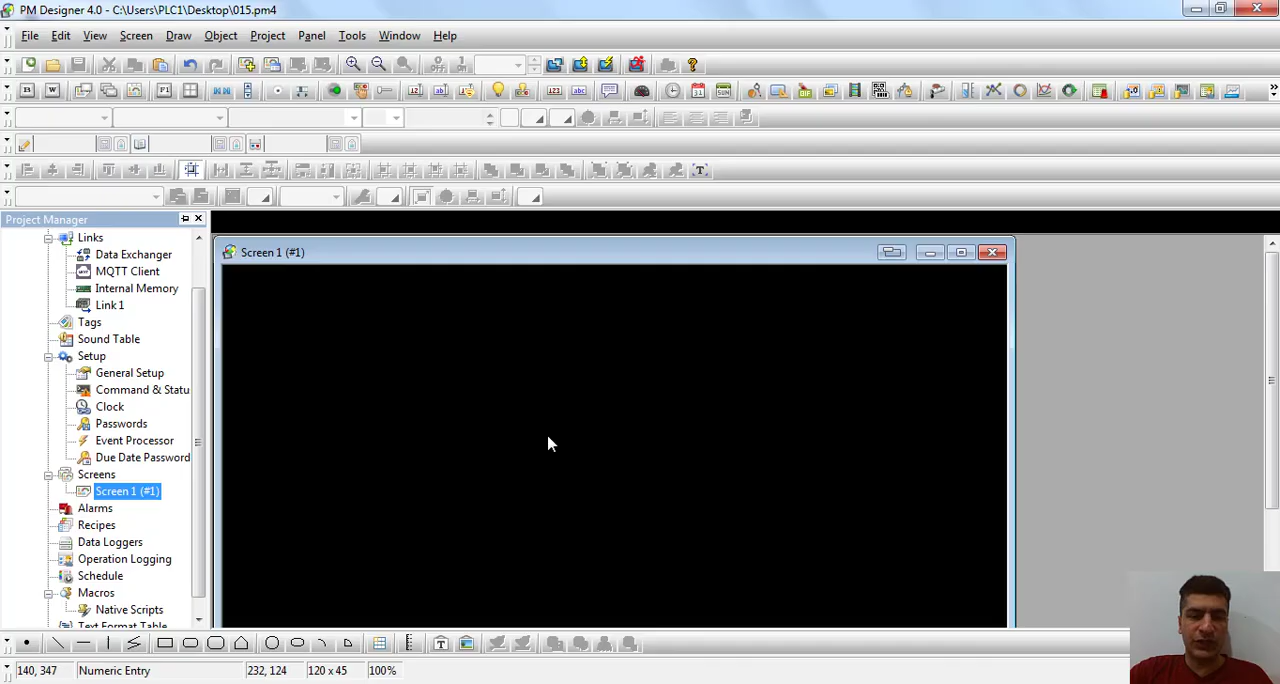 PM Designer 4.0 - C:\Users\PLC1\Desktop\015.pm4
File Edit View Screen Draw Object Project Panel Tools Window Help
Project Manager
Links
Data Exchanger
MQTT Client
Internal Memory
Link 1
Tags
Sound Table
Setup
General Setup
Command & Statu
Clock
Passwords
Event Processor
Due Date Password
Screens
Screen 1 (#1)
Alarms
Recipes
Data Loggers
Operation Logging
Schedule
Macros
Native Scripts
Text Format Table
Screen 1 (#1)
140, 347 Numeric Entry 232, 124 120 x 45 100%